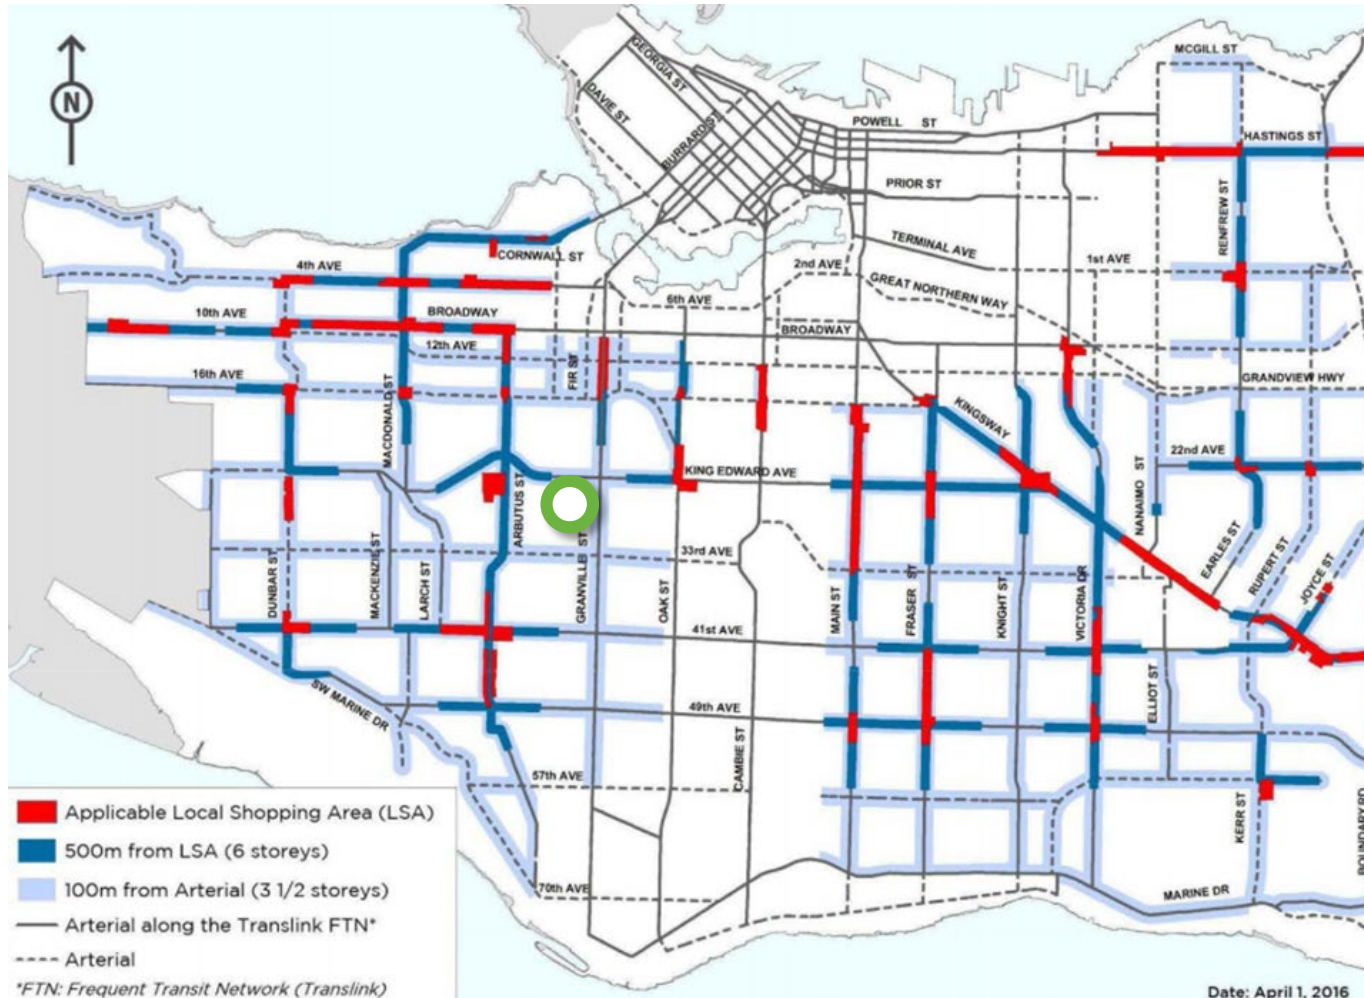 MCGILL ST
GEORGIA ST
DAVIE ST
BURRARD ST
POWELL ST
HASTINGS ST
PRIOR ST
RENFREW ST
TERMINAL AVE
CORNWALL ST
4th AVE
2nd AVE
1st AVE
GREAT NORTHERN WAY
6th AVE
10th AVE
BROADWAY
BROADWAY
12th AVE
FIR ST
16th AVE
GRANDVIEW HWY
MACDONALD ST
KINGSWAY
22nd AVE
KING EDWARD AVE
NANAIMO ST
ARBUTUS ST
33rd AVE
EARLES ST
RUPERT ST
JOYCE ST
DUNBAR ST
MACKENZIE ST
LARCH ST
GRANVILLE ST
OAK ST
MAIN ST
FRASER ST
KNIGHT ST
VICTORIA DR
41st AVE
SW MARINE DR
49th AVE
ELLIOT ST
CAMBIE ST
57th AVE
KERR ST
BOUNDARY RD
70th AVE
MARINE DR
N
Applicable Local Shopping Area (LSA)
500m from LSA (6 storeys)
100m from Arterial (3 1/2 storeys)
Arterial along the Translink FTN*
Arterial
*FTN: Frequent Transit Network (Translink)
Date: April 1, 2016